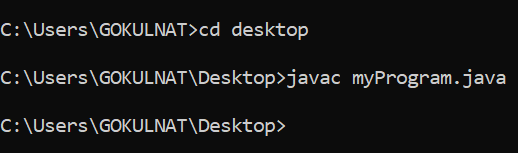 C:\Users\GOKULNAT>cd desktop
C:\Users\GOKULNAT\Desktop>javac myProgram.java
C:\Users\GOKULNAT\Desktop>